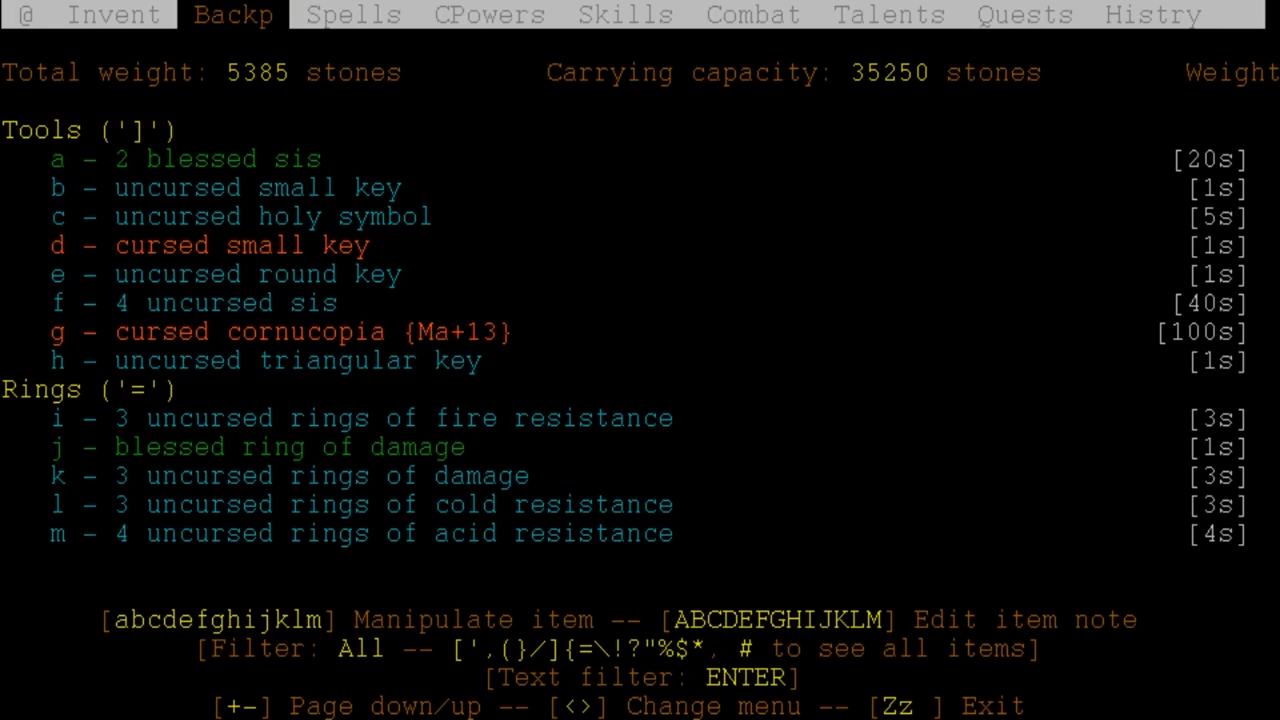 @ Invent Backp Spells CPowers Skills Combat Talents Quests Histry
Total weight: 5385 stones Carrying capacity: 35250 stones Weight
Tools (']')
a - 2 blessed sis [20s]
b - uncursed small key [1s]
c - uncursed holy symbol [5s]
d - cursed small key [1s]
e - uncursed round key [1s]
f - 4 uncursed sis [40s]
g - cursed cornucopia {Ma+13} [100s]
h - uncursed triangular key [1s]
Rings ('=')
i - 3 uncursed rings of fire resistance [3s]
j - blessed ring of damage [1s]
k - 3 uncursed rings of damage [3s]
l - 3 uncursed rings of cold resistance [3s]
m - 4 uncursed rings of acid resistance [4s]
[abcdefghijklm] Manipulate item -- [ABCDEFGHIJKLM] Edit item note
[Filter: All -- [',(}/]{=\!?"%$*, # to see all items]
[Text filter: ENTER]
[+-] Page down/up -- [<>] Change menu -- [Zz ] Exit